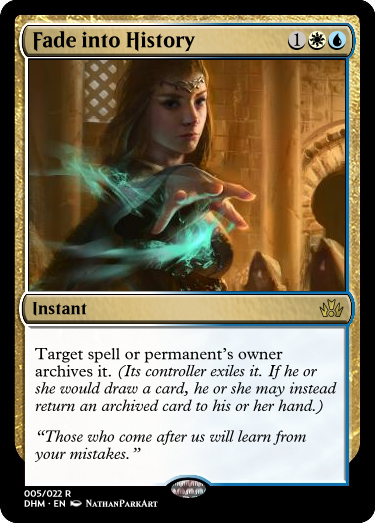 Fade into History 1
Instant
Target spell or permanent's owner
archives it. (Its controller exiles it. If he or
she would draw a card, he or she may instead
return an archived card to his or her hand.)
“Those who come after us will learn from
your mistakes.”
005/022 R
DHM · EN NathanParkArt